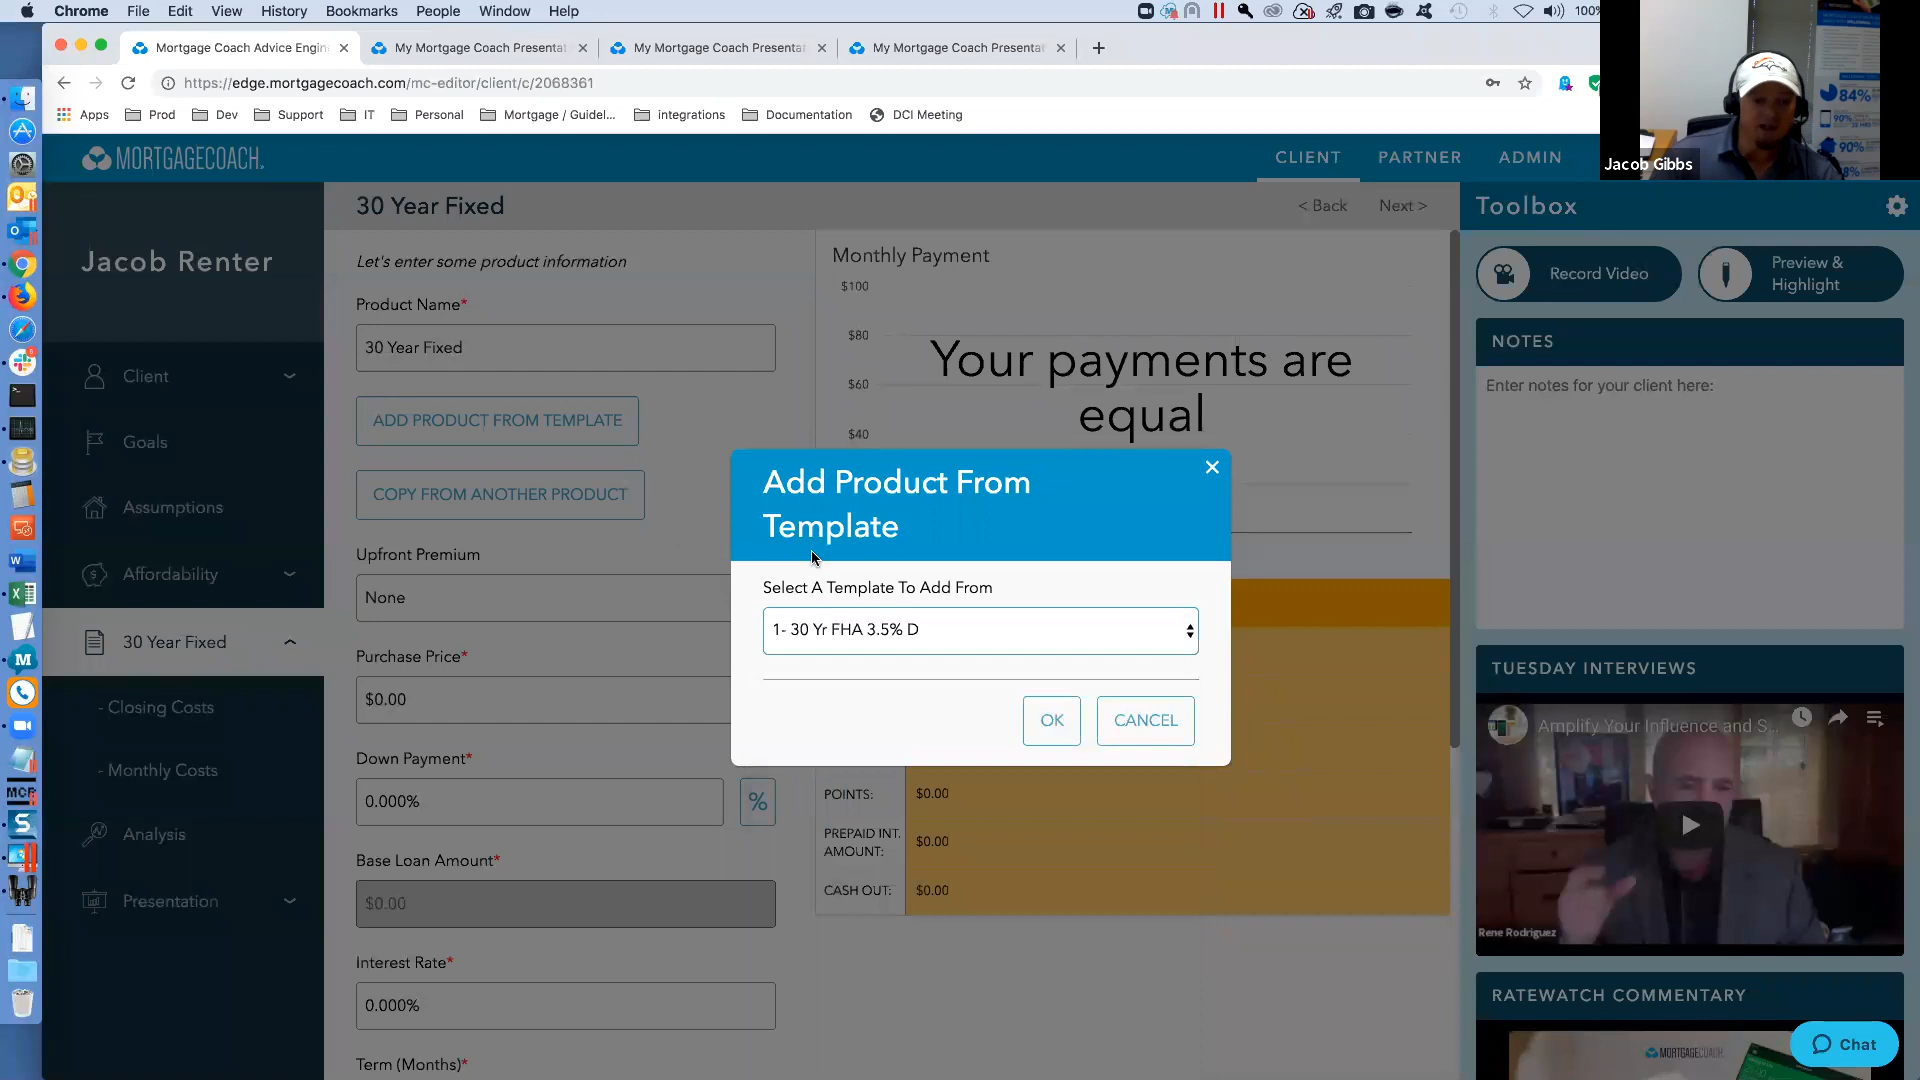 Chrome File Edit View History Bookmarks People Window Help
100%
Mortgage Coach Advice Engin
My Mortgage Coach Presentat
My Mortgage Coach Presentat
My Mortgage Coach Presentat
https://edge.mortgagecoach.com/mc-editor/client/c/2068361
Apps Prod Dev Support IT Personal Mortgage / Guidel... integrations Documentation DCI Meeting
84%
90%
90%
Jacob Gibbs
MORTGAGECOACH.
CLIENT PARTNER ADMIN
Jacob Renter
Client
Goals
Assumptions
Affordability
30 Year Fixed
- Closing Costs
- Monthly Costs
Analysis
Presentation
30 Year Fixed
< Back Next >
Let's enter some product information
Product Name*
30 Year Fixed
ADD PRODUCT FROM TEMPLATE
COPY FROM ANOTHER PRODUCT
Upfront Premium
None
Purchase Price*
$0.00
Down Payment*
0.000%
%
Base Loan Amount*
$0.00
Interest Rate*
0.000%
Term (Months)*
Monthly Payment
$100
$80
$60
$40
Your payments are
equal
Add Product From
Template
Select A Template To Add From
1- 30 Yr FHA 3.5% D
OK CANCEL
POINTS: $0.00
PREPAID INT.
AMOUNT: $0.00
CASH OUT: $0.00
Toolbox
Record Video
Preview &
Highlight
NOTES
Enter notes for your client here:
TUESDAY INTERVIEWS
Amplify Your Influence and S...
Rene Rodriguez
RATEWATCH COMMENTARY
MORTGAGECOACH
Chat